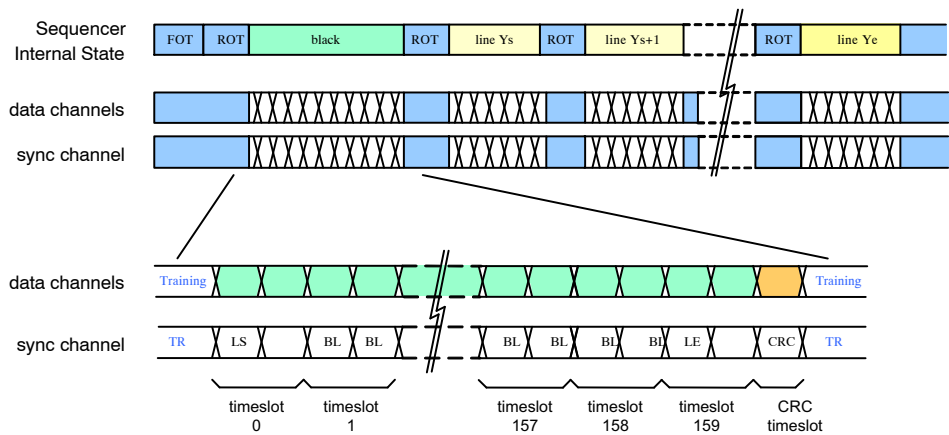 Sequencer
Internal State
FOT ROT black ROT line Ys ROT line Ys+1 ROT line Ye
data channels
sync channel
data channels Training Training
sync channel TR LS BL BL BL BL BL BL LE CRC TR
timeslot timeslot timeslot timeslot timeslot CRC
0 1 157 158 159 timeslot